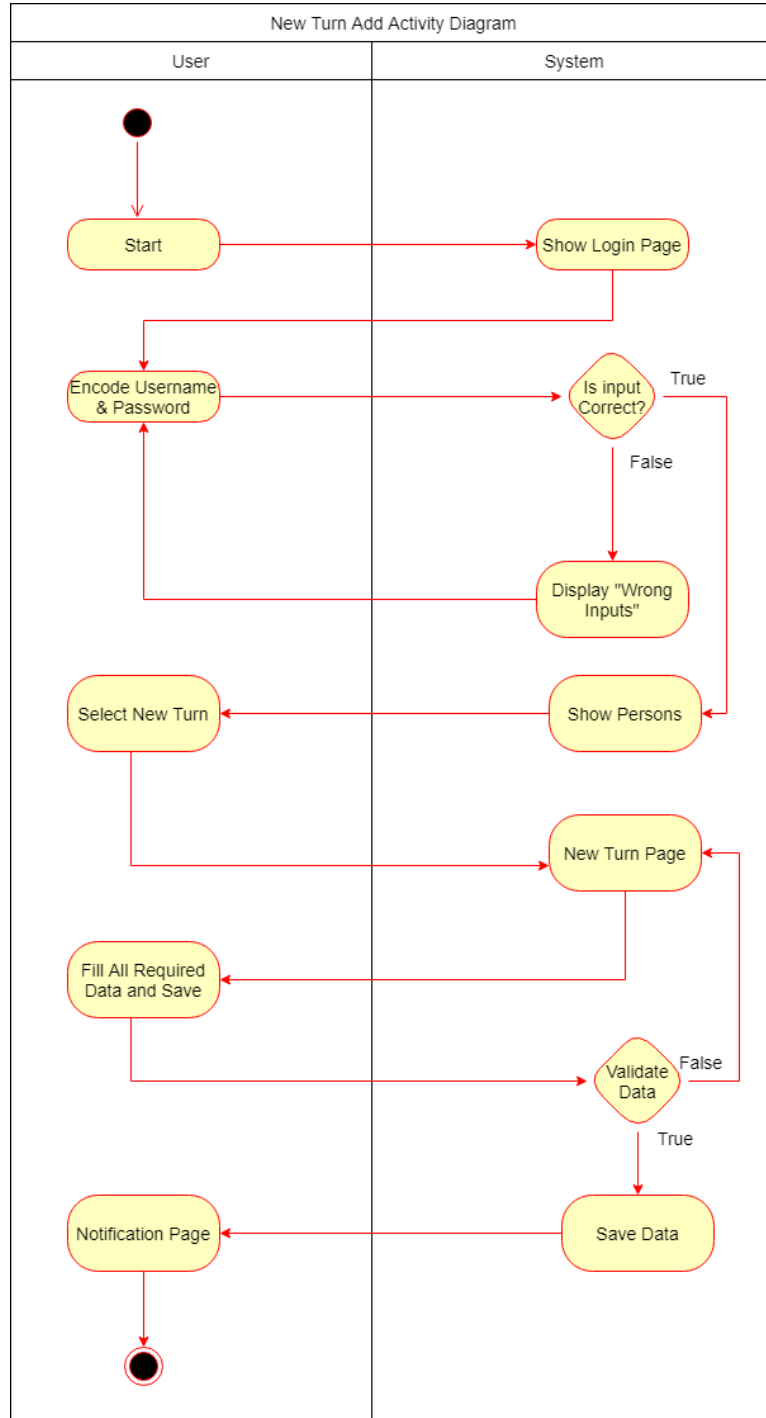 New Turn Add Activity Diagram
User
System
Start
Show Login Page
Encode Username
& Password
Is input
Correct?
True
False
Display "Wrong
Inputs"
Select New Turn
Show Persons
New Turn Page
Fill All Required
Data and Save
Validate
Data
False
True
Notification Page
Save Data